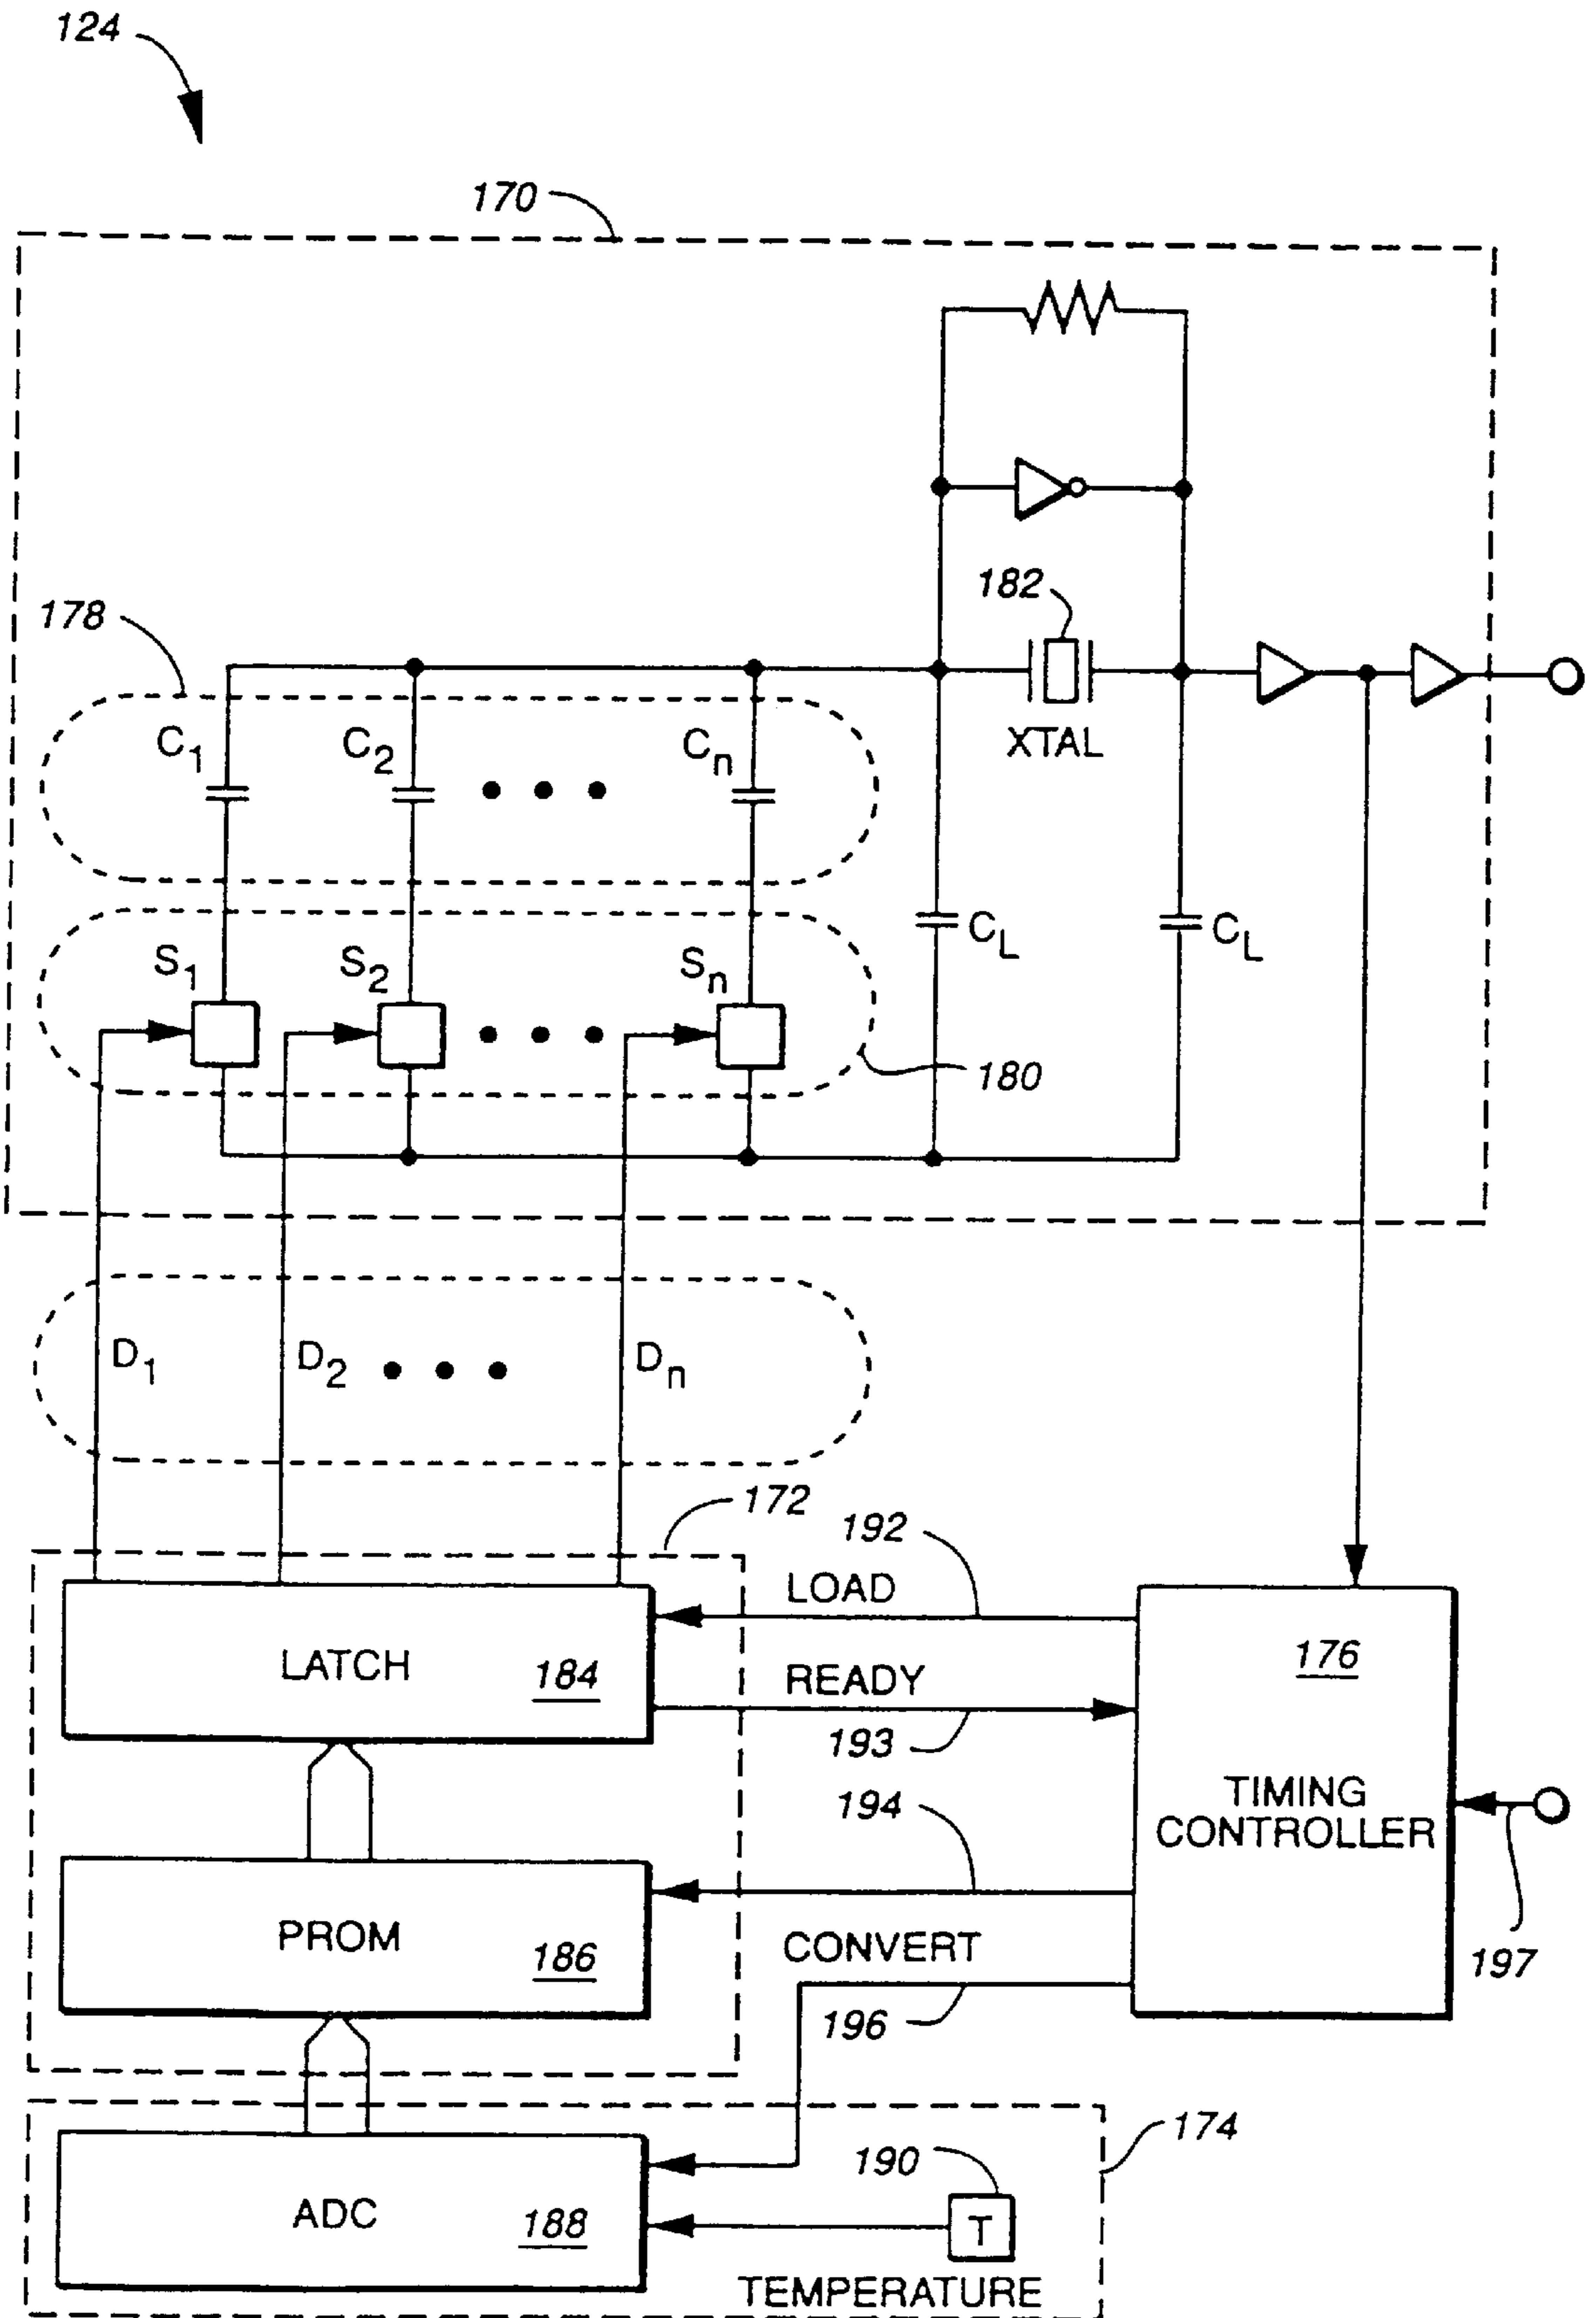 124
170
182
178
XTAL
C1 C2 Cn
CL CL
S1 S2 Sn
180
D1 D2 Dn
172
192
LOAD
LATCH 184
READY
193
176
TIMING
CONTROLLER
194
PROM 186
CONVERT
196
197
174
190
ADC 188
T
TEMPERATURE